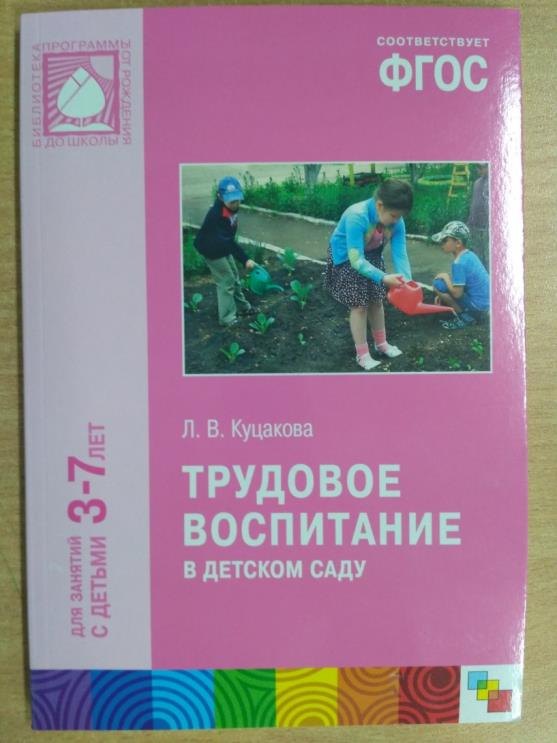 БИБЛИОТЕКА
ПРОГРАММЫ
ОТ РОЖДЕНИЯ
ДО ШКОЛЫ
СООТВЕТСТВУЕТ
ФГОС
Л. В. Куцакова
ТРУДОВОЕ
ВОСПИТАНИЕ
В ДЕТСКОМ САДУ
ДЛЯ ЗАНЯТИЙ
С ДЕТЬМИ 3-7 ЛЕТ